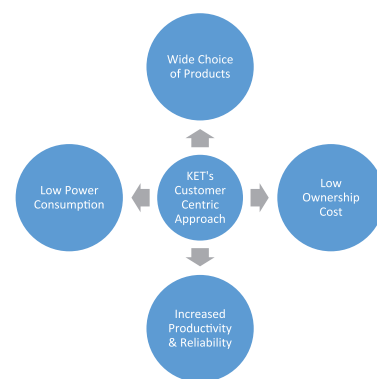 Wide Choice
of Products
Low Power
Consumption
KET's
Customer
Centric
Approach
Low
Ownership
Cost
Increased
Productivity
& Reliability